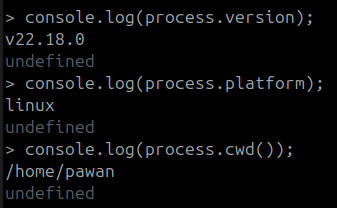 > console.log(process.version);
v22.18.0
undefined
> console.log(process.platform);
linux
undefined
> console.log(process.cwd());
/home/pawan
undefined